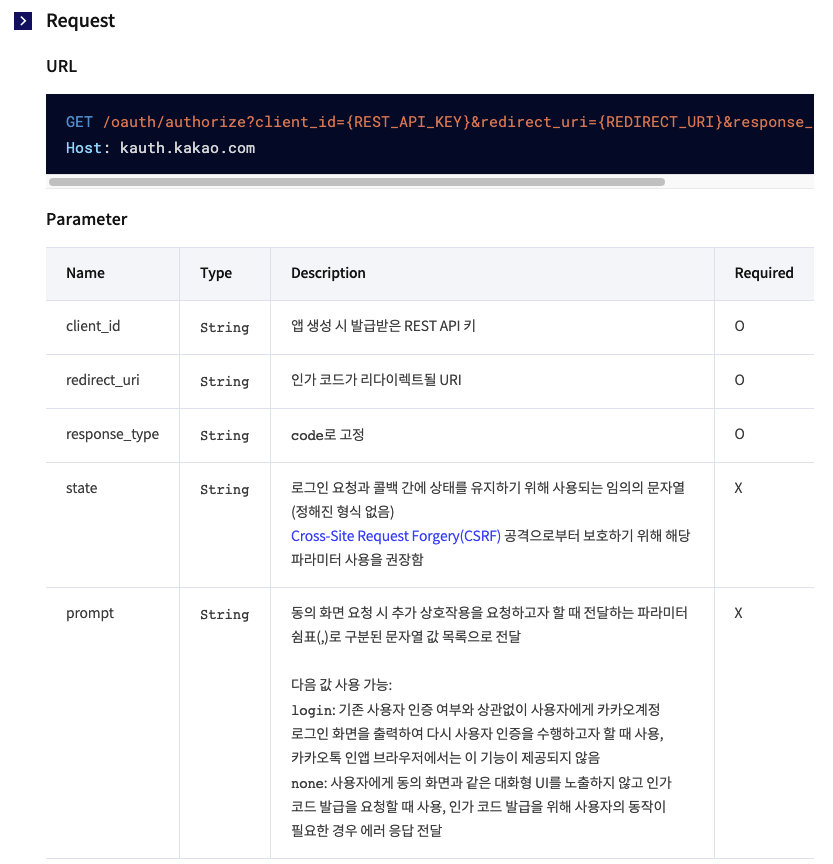 Request
URL
GET /oauth/authorize?client_id={REST_API_KEY}&redirect_uri={REDIRECT_URI}&response_
Host: kauth.kakao.com
Parameter
Name Type Description Required
client_id String 앱 생성 시 발급받은 REST API 키 O
redirect_uri String 인가 코드가 리다이렉트될 URI O
response_type String code로 고정 O
state String 로그인 요청과 콜백 간에 상태를 유지하기 위해 사용되는 임의의 문자열 X
(정해진 형식 없음)
Cross-Site Request Forgery(CSRF) 공격으로부터 보호하기 위해 해당
파라미터 사용을 권장함
prompt String 동의 화면 요청 시 추가 상호작용을 요청하고자 할 때 전달하는 파라미터 X
쉼표(,)로 구분된 문자열 값 목록으로 전달
다음 값 사용 가능:
login: 기존 사용자 인증 여부와 상관없이 사용자에게 카카오계정
로그인 화면을 출력하여 다시 사용자 인증을 수행하고자 할 때 사용,
카카오톡 인앱 브라우저에서는 이 기능이 제공되지 않음
none: 사용자에게 동의 화면과 같은 대화형 UI를 노출하지 않고 인가
코드 발급을 요청할 때 사용, 인가 코드 발급을 위해 사용자의 동작이
필요한 경우 에러 응답 전달